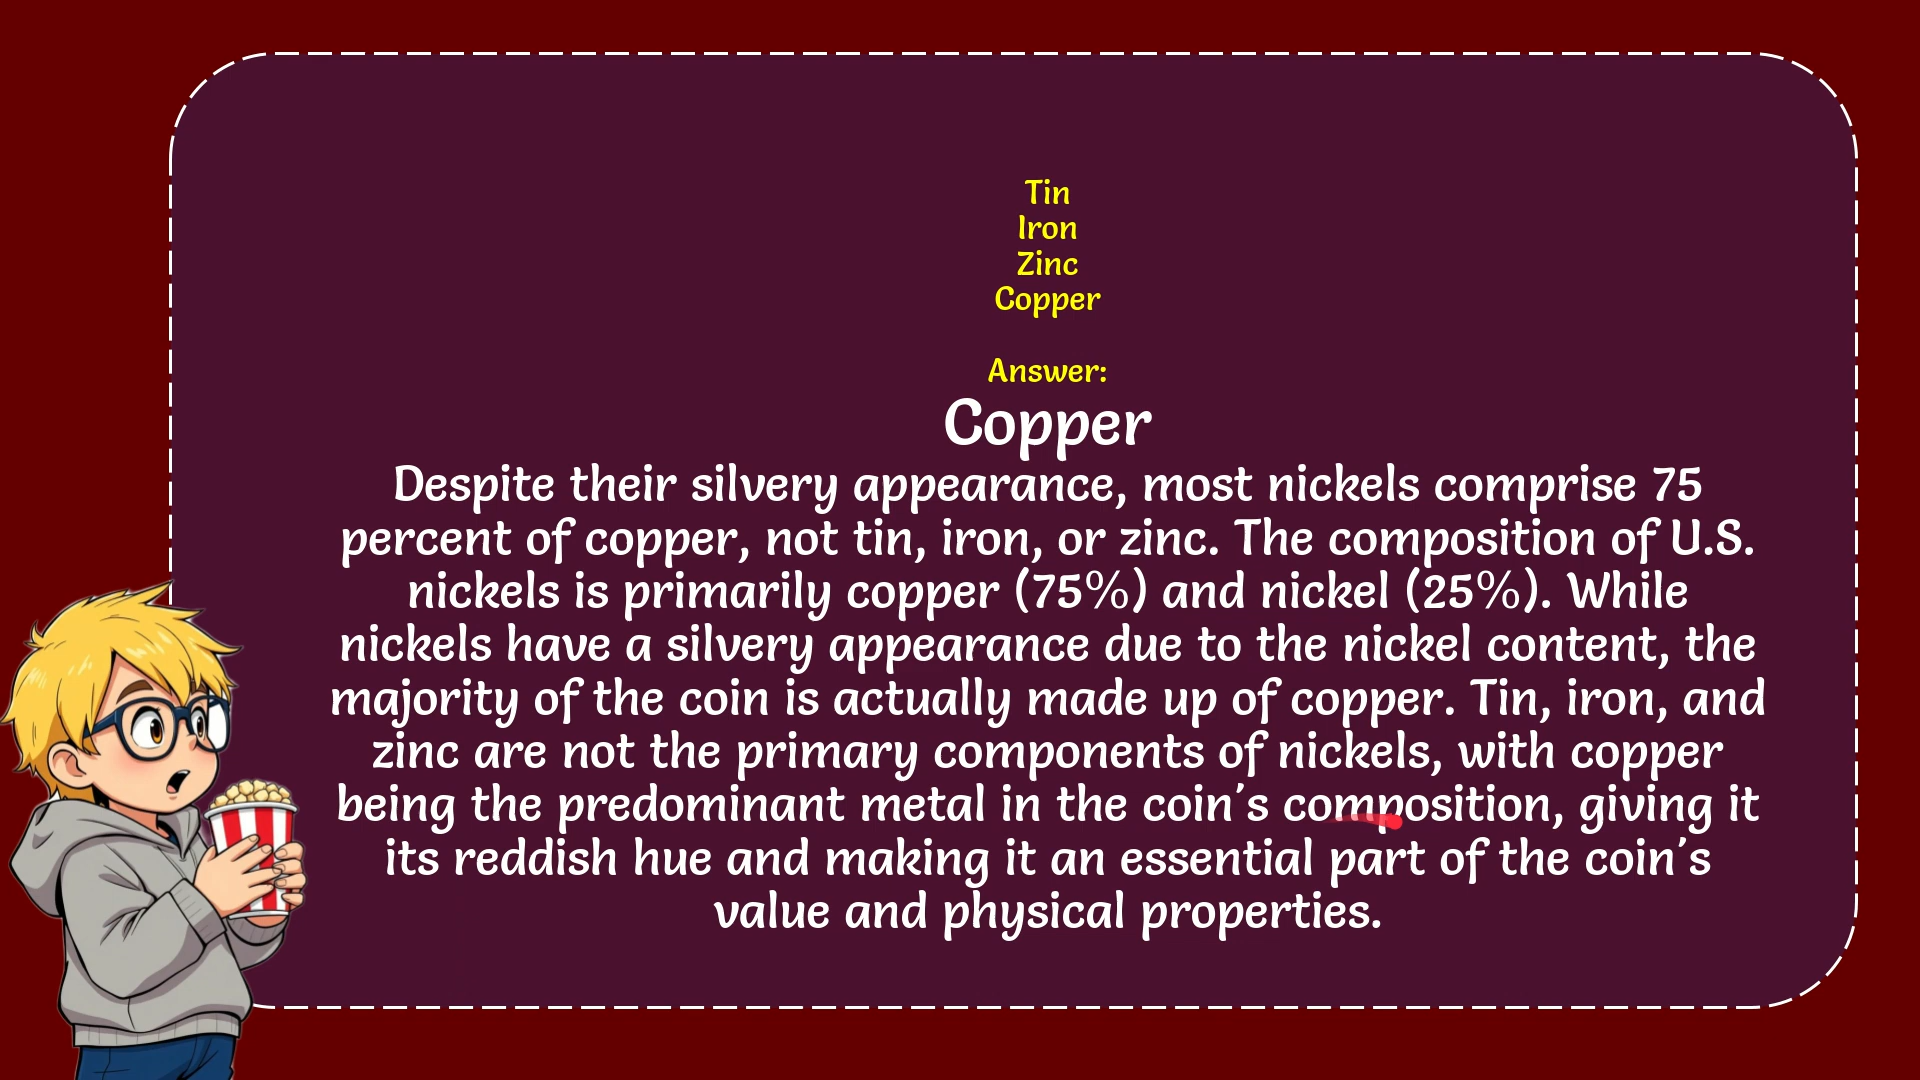 Tin
Iron
Zinc
Copper
Answer:
Copper
Despite their silvery appearance, most nickels comprise 75
percent of copper, not tin, iron, or zinc. The composition of U.S.
nickels is primarily copper (75%) and nickel (25%). While
nickels have a silvery appearance due to the nickel content, the
majority of the coin is actually made up of copper. Tin, iron, and
zinc are not the primary components of nickels, with copper
being the predominant metal in the coin's composition, giving it
its reddish hue and making it an essential part of the coin's
value and physical properties.